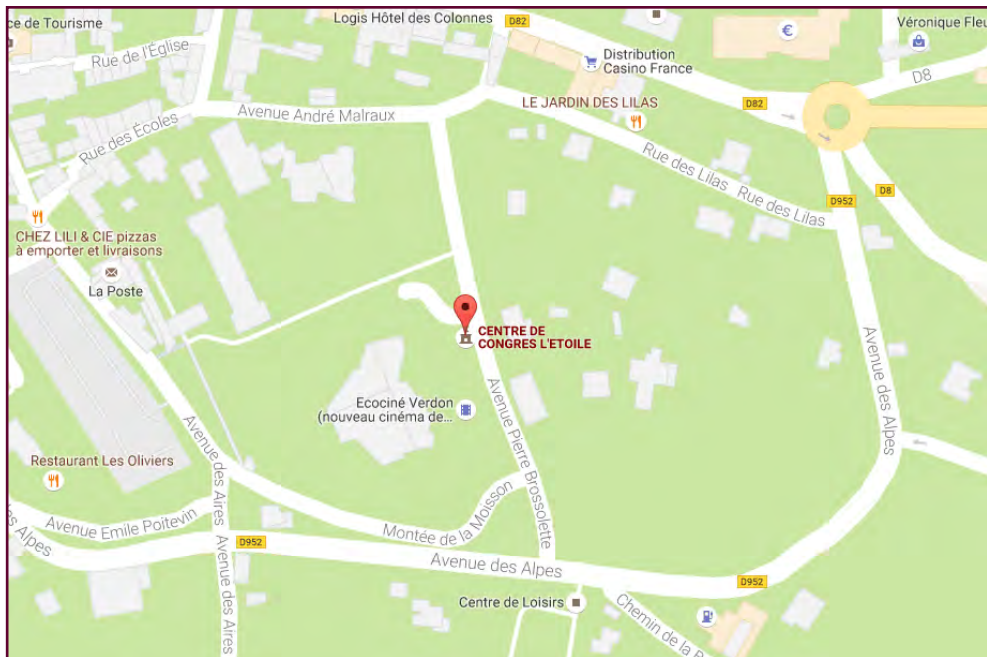 ce de Tourisme
Logis Hôtel des Colonnes
D82
€
Véronique Fleu
Rue de l'Église
Distribution
Casino France
D8
D82
LE JARDIN DES LILAS
Avenue André Malraux
Rue des Écoles
Rue des Lilas
Rue des Lilas
D8
D952
CHEZ LILI & CIE pizzas
à emporter et livraisons
La Poste
CENTRE DE
CONGRES L'ETOILE
Avenue des Alpes
Ecociné Verdon
(nouveau cinéma de...
Avenue Pierre Brossolette
Restaurant Les Oliviers
Avenue des Aires
Avenue Emile Poitevin
Montée de la Moisson
des Alpes
D952
Avenue des Alpes
D952
Avenue des Aires
Centre de Loisirs
Chemin de la